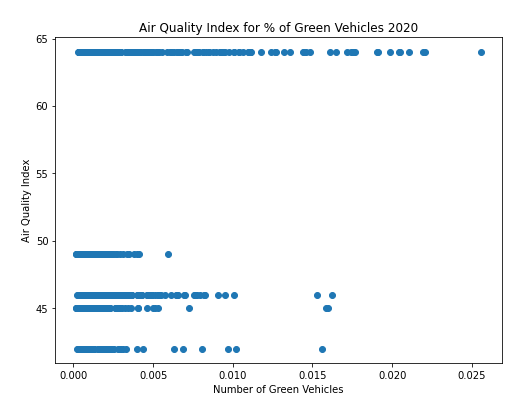 Air Quality Index for % of Green Vehicles 2020
65
60
55
50
45
Air Quality Index
0.000 0.005 0.010 0.015 0.020 0.025
Number of Green Vehicles